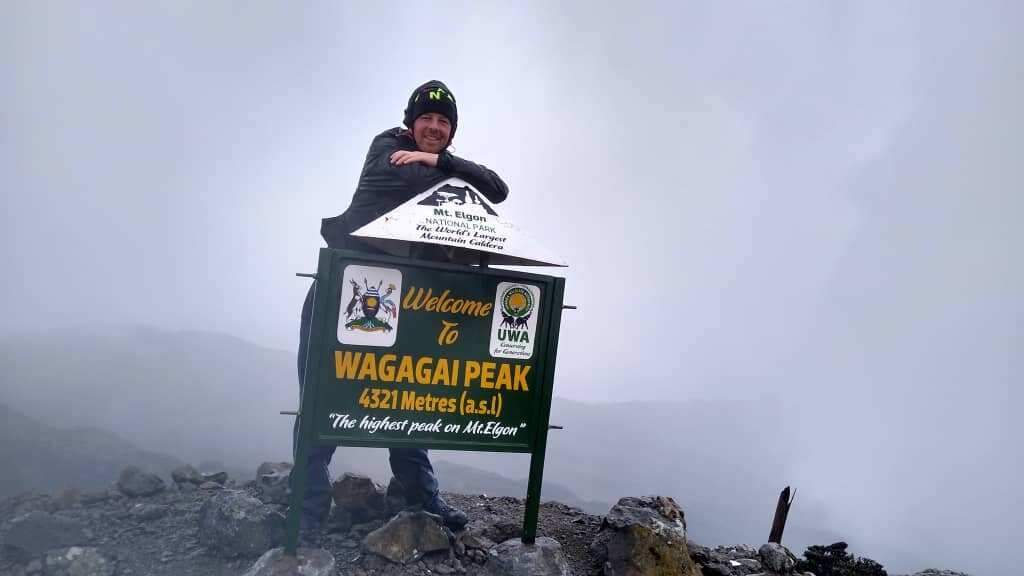 N
Mt. Elgon
NATIONAL PARK
The World's Largest
Mountain Caldera
Welcome
To
UWA
Conserving
for Generations
WAGAGAI PEAK
4321 Metres (a.s.l)
"The highest peak on Mt.Elgon"